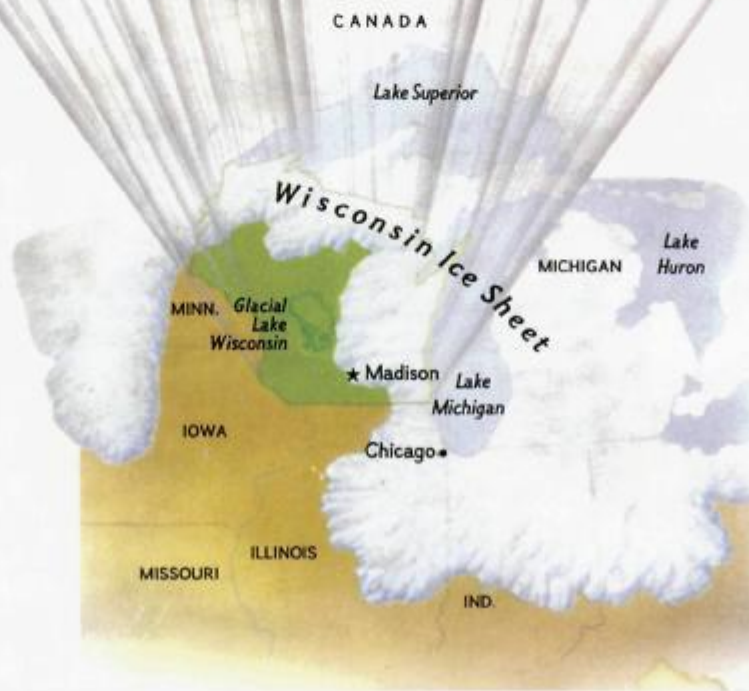 CANADA
Lake Superior
Wisconsin Ice Sheet
MICHIGAN
Lake
Huron
MINN.
Glacial
Lake
Wisconsin
★ Madison
Lake
Michigan
IOWA
Chicago
ILLINOIS
MISSOURI
IND.